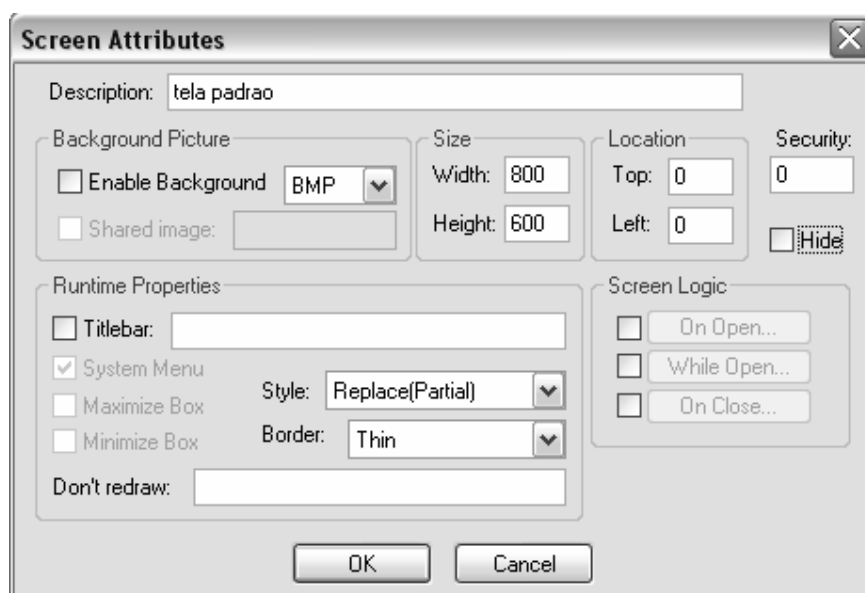 Screen Attributes
Description: tela padrao
Background Picture
Enable Background BMP
Shared image:
Size
Width: 800
Height: 600
Location
Top: 0
Left: 0
Security:
0
Hide
Runtime Properties
Titlebar:
System Menu
Maximize Box
Minimize Box
Style: Replace(Partial)
Border: Thin
Don't redraw:
Screen Logic
On Open...
While Open...
On Close...
OK Cancel